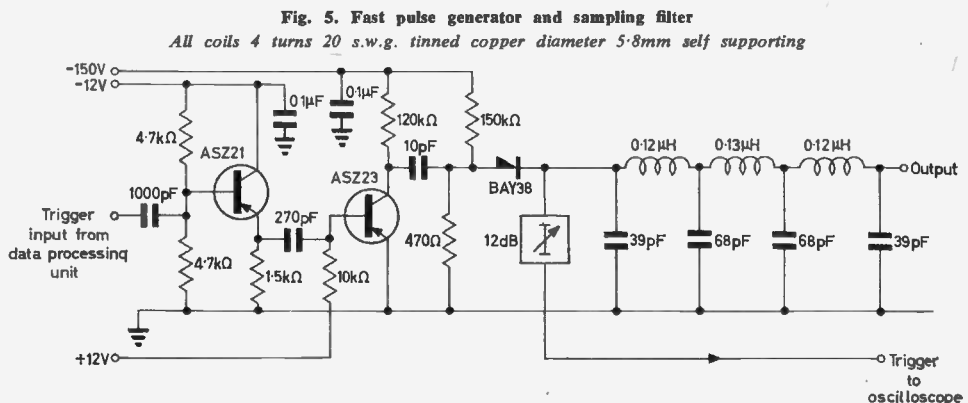 Fig. 5. Fast pulse generator and sampling filter
All coils 4 turns 20 s.w.g. tinned copper diameter 5·8mm self supporting
-150V
-12V
0·1μF
0·1μF
120kΩ
150kΩ
4·7kΩ
ASZ21
10pF
0·12μH
0·13μH
0·12μH
Output
ASZ23
BAY38
1000pF
270pF
Trigger
input from
data processing
unit
470Ω
12dB
39pF
68pF
68pF
39pF
4·7kΩ
1·5kΩ
10kΩ
+12V
Trigger
to
oscilloscope